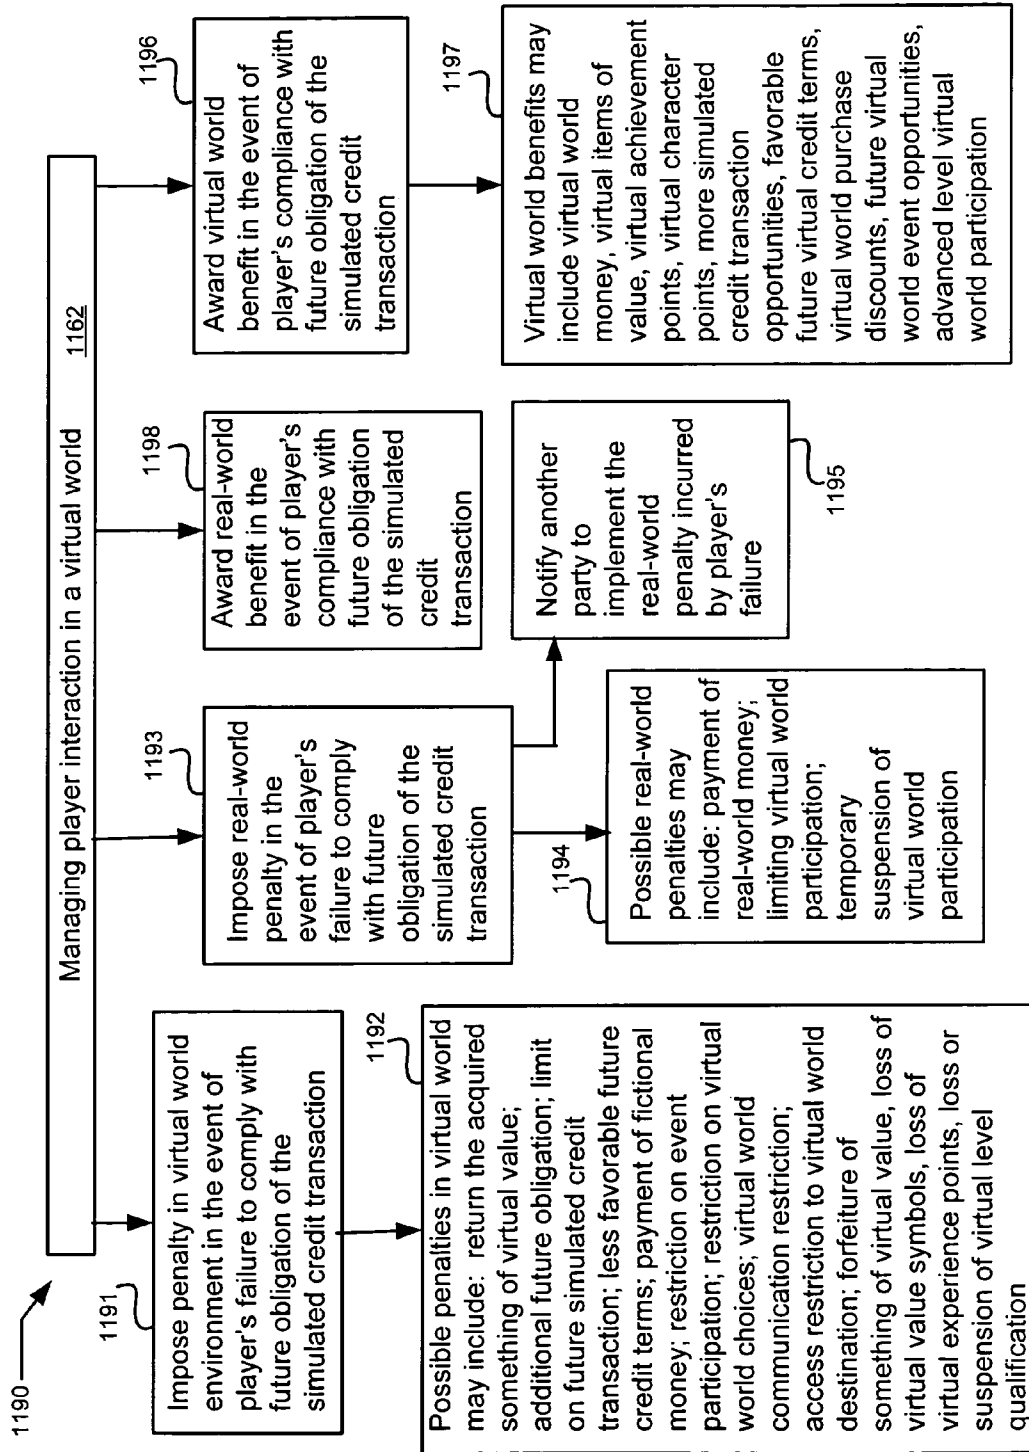 1190
Managing player interaction in a virtual world 1162
1191
Impose penalty in virtual world
environment in the event of
player's failure to comply with
future obligation of the
simulated credit transaction
1192
Possible penalties in virtual world
may include: return the acquired
something of virtual value;
additional future obligation; limit
on future simulated credit
transaction; less favorable future
credit terms; payment of fictional
money; restriction on event
participation; restriction on virtual
world choices; virtual world
communication restriction;
access restriction to virtual world
destination; forfeiture of
something of virtual value, loss of
virtual value symbols, loss of
virtual experience points, loss or
suspension of virtual level
qualification
1193
Impose real-world
penalty in the
event of player's
failure to comply
with future
obligation of the
simulated credit
transaction
1194
Possible real-world
penalties may
include: payment of
real-world money;
limiting virtual world
participation;
temporary
suspension of
virtual world
participation
1198
Award real-world
benefit in the
event of player's
compliance with
future obligation
of the simulated
credit
transaction
Notify another
party to
implement the
real-world
penalty incurred
by player's
failure
1195
1196
Award virtual world
benefit in the event of
player's compliance with
future obligation of the
simulated credit
transaction
1197
Virtual world benefits may
include virtual world
money, virtual items of
value, virtual achievement
points, virtual character
points, more simulated
credit transaction
opportunities, favorable
future virtual credit terms,
virtual world purchase
discounts, future virtual
world event opportunities,
advanced level virtual
world participation